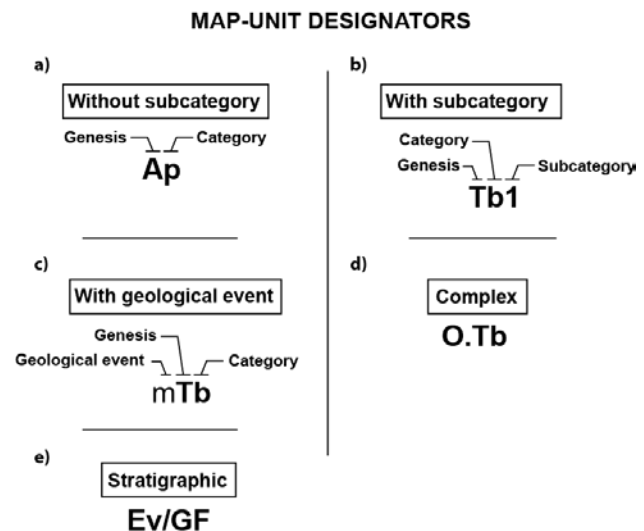 MAP-UNIT DESIGNATORS
a)
Without subcategory
Genesis Category
Ap
b)
With subcategory
Category
Genesis Subcategory
Tb1
c)
With geological event
Genesis
Geological event Category
mTb
d)
Complex
O.Tb
e)
Stratigraphic
Ev/GF